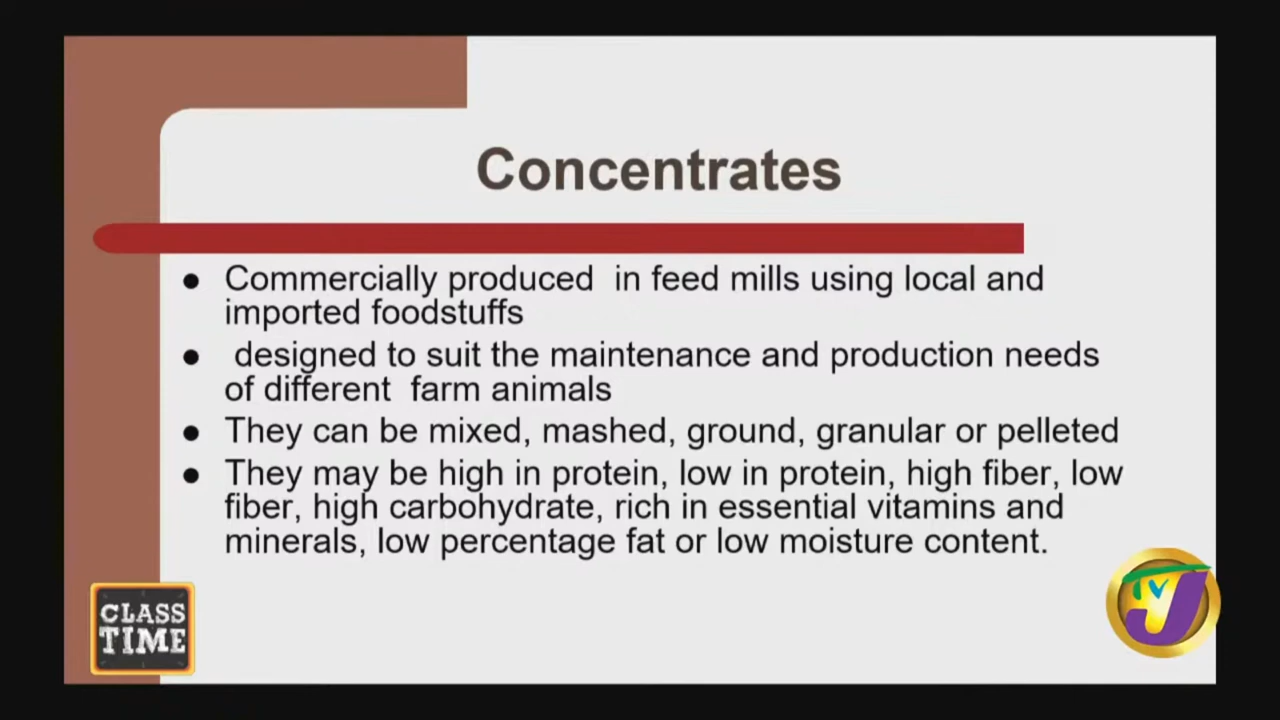 Concentrates
● Commercially produced in feed mills using local and
imported foodstuffs
● designed to suit the maintenance and production needs
of different farm animals
● They can be mixed, mashed, ground, granular or pelleted
● They may be high in protein, low in protein, high fiber, low
fiber, high carbohydrate, rich in essential vitamins and
minerals, low percentage fat or low moisture content.
CLASS
TIME
TVJ